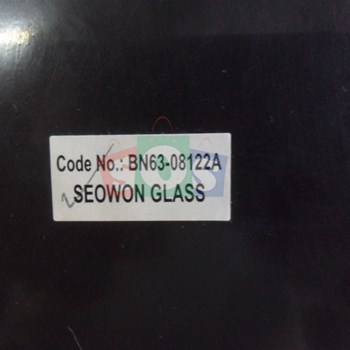 Code No.: BN63-08122A
SEOWON GLASS